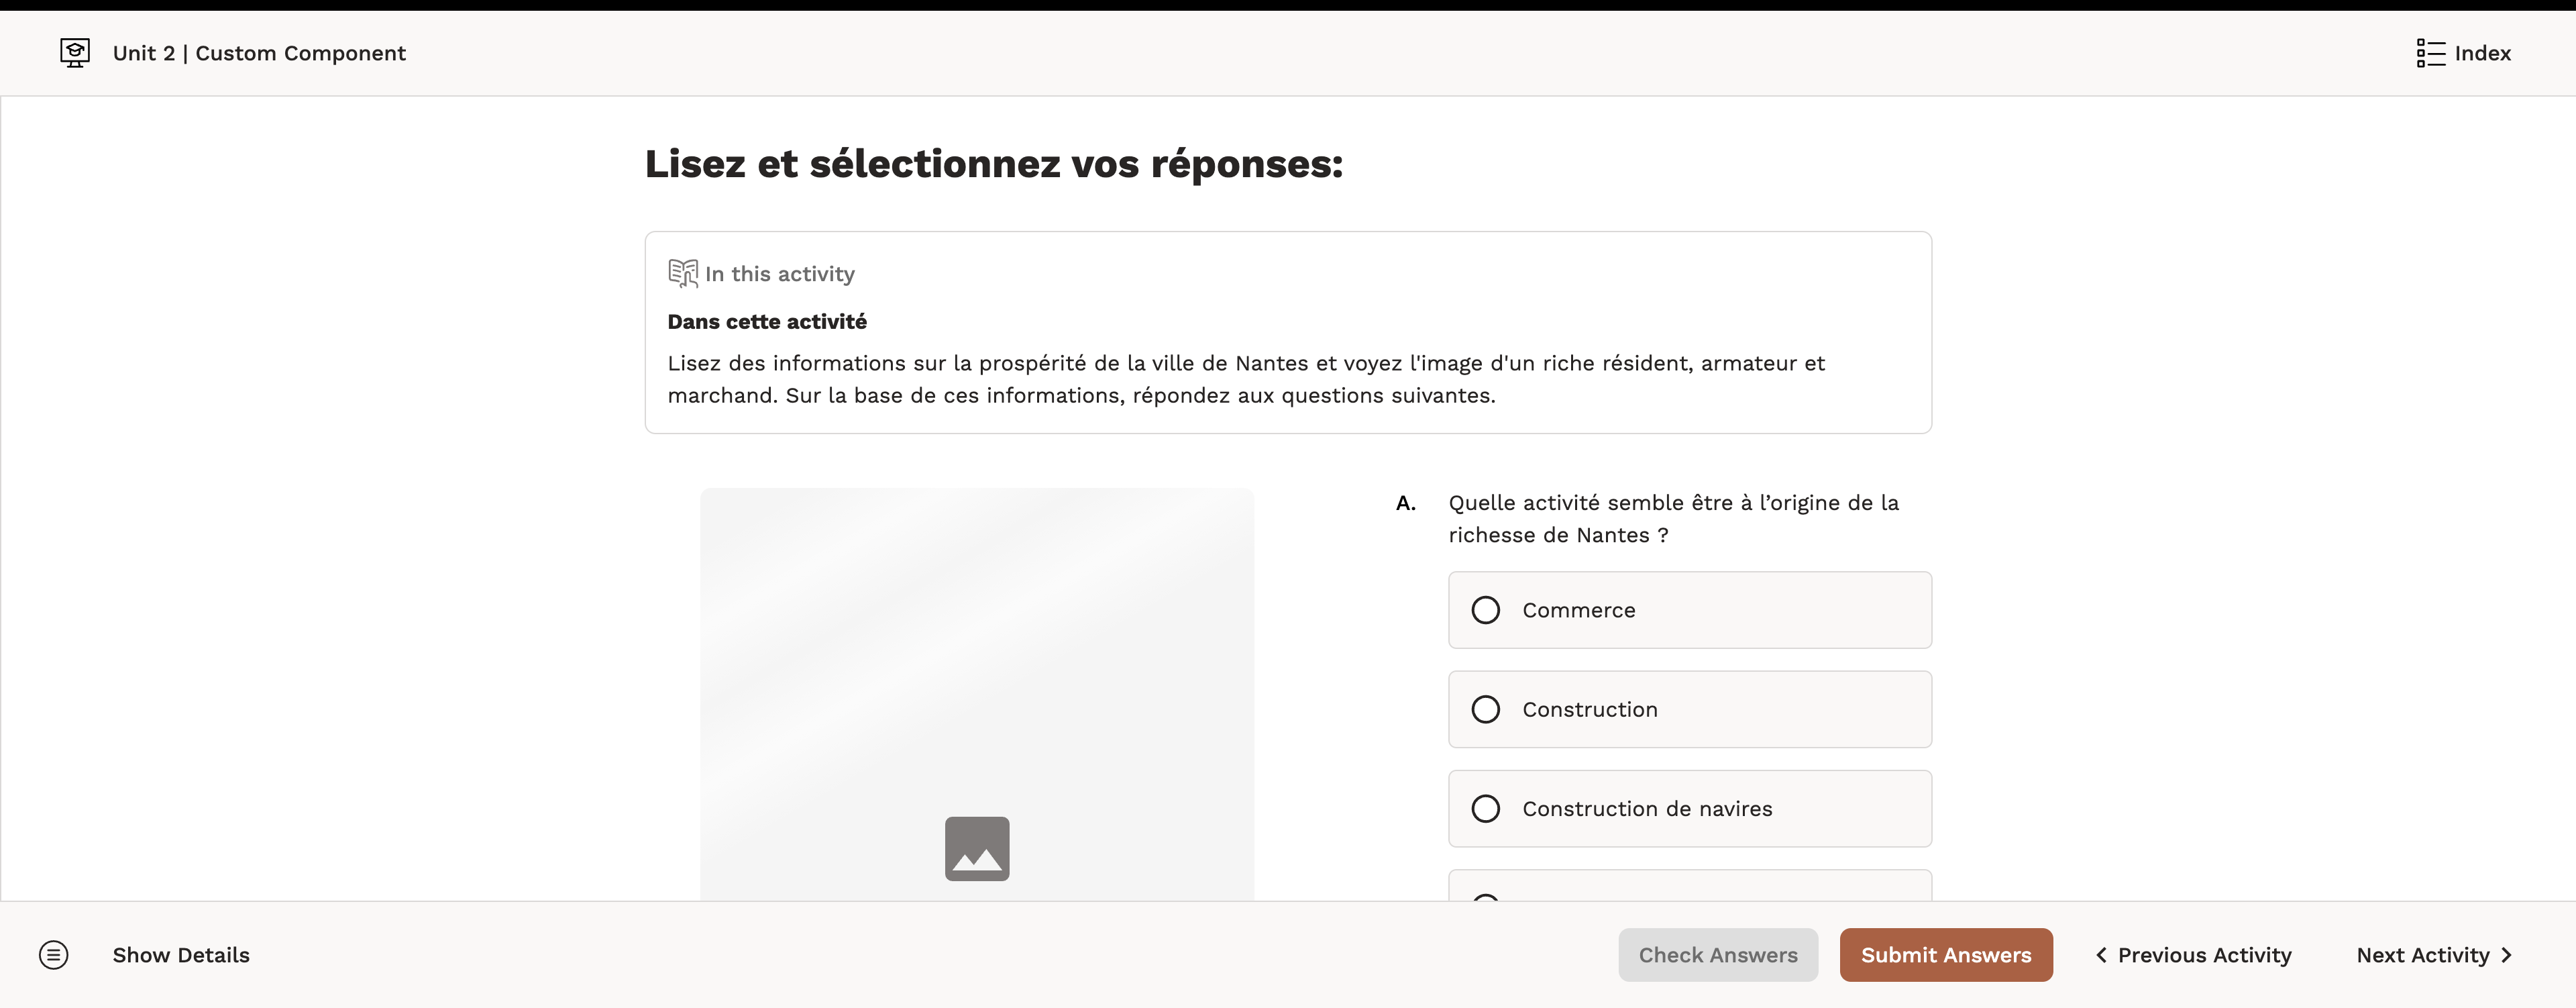 Unit 2 | Custom Component
Index
Lisez et sélectionnez vos réponses:
In this activity
Dans cette activité
Lisez des informations sur la prospérité de la ville de Nantes et voyez l'image d'un riche résident, armateur et
marchand. Sur la base de ces informations, répondez aux questions suivantes.
A. Quelle activité semble être à l’origine de la
richesse de Nantes ?
Commerce
Construction
Construction de navires
Show Details
Check Answers
Submit Answers
Previous Activity
Next Activity